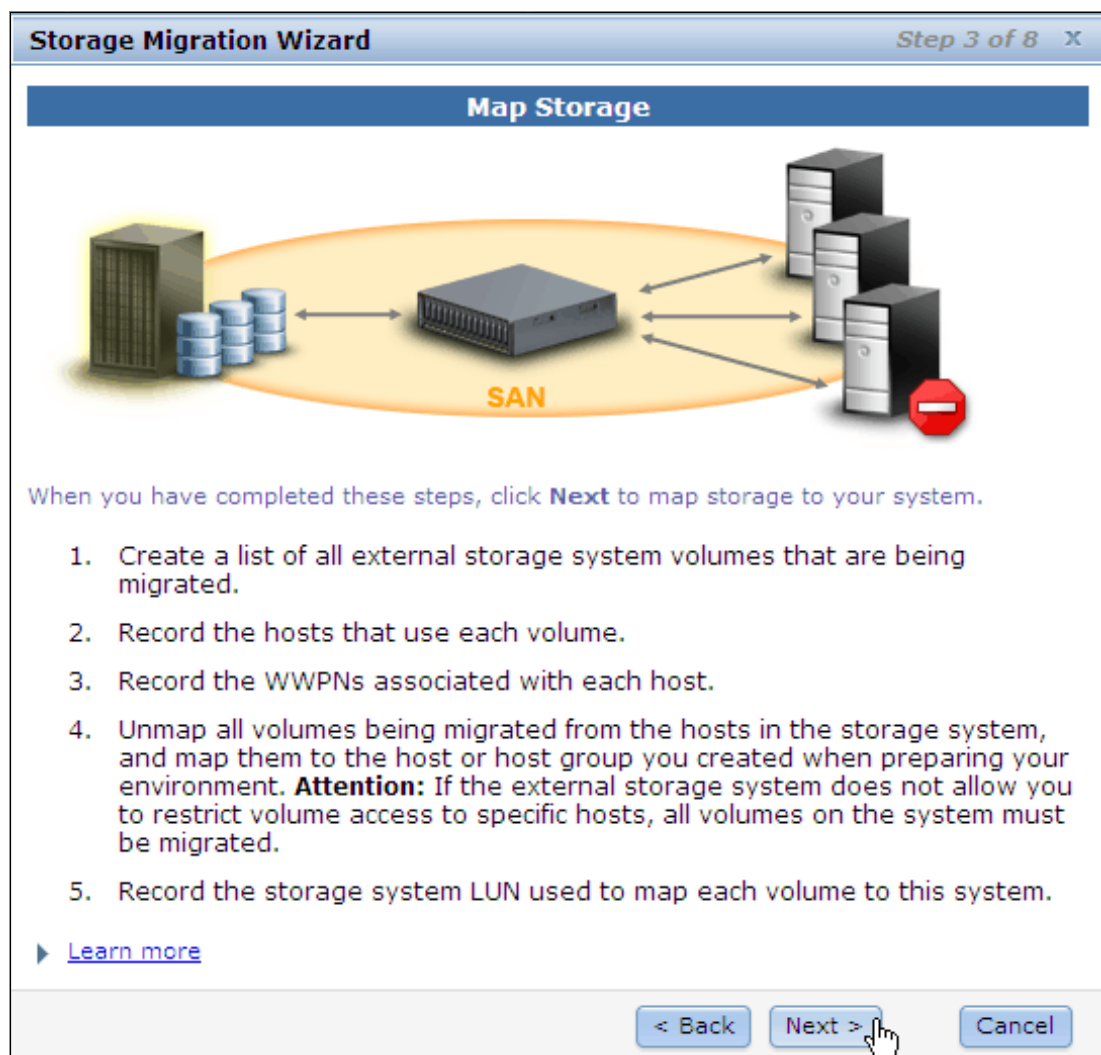 Storage Migration Wizard
Step 3 of 8 X
Map Storage
SAN
When you have completed these steps, click Next to map storage to your system.
1. Create a list of all external storage system volumes that are being
migrated.
2. Record the hosts that use each volume.
3. Record the WWPNs associated with each host.
4. Unmap all volumes being migrated from the hosts in the storage system,
and map them to the host or host group you created when preparing your
environment. Attention: If the external storage system does not allow you
to restrict volume access to specific hosts, all volumes on the system must
be migrated.
5. Record the storage system LUN used to map each volume to this system.
Learn more
< Back Next > Cancel